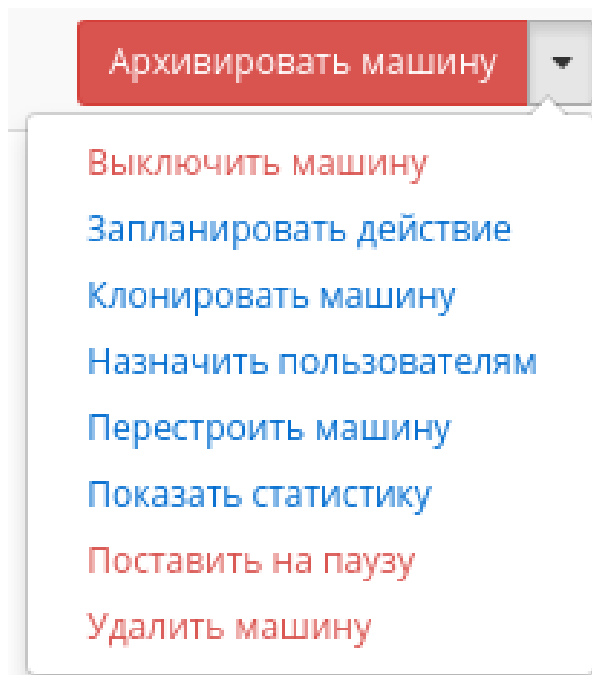 Архивировать машину
Выключить машину
Запланировать действие
Клонировать машину
Назначить пользователям
Перестроить машину
Показать статистику
Поставить на паузу
Удалить машину